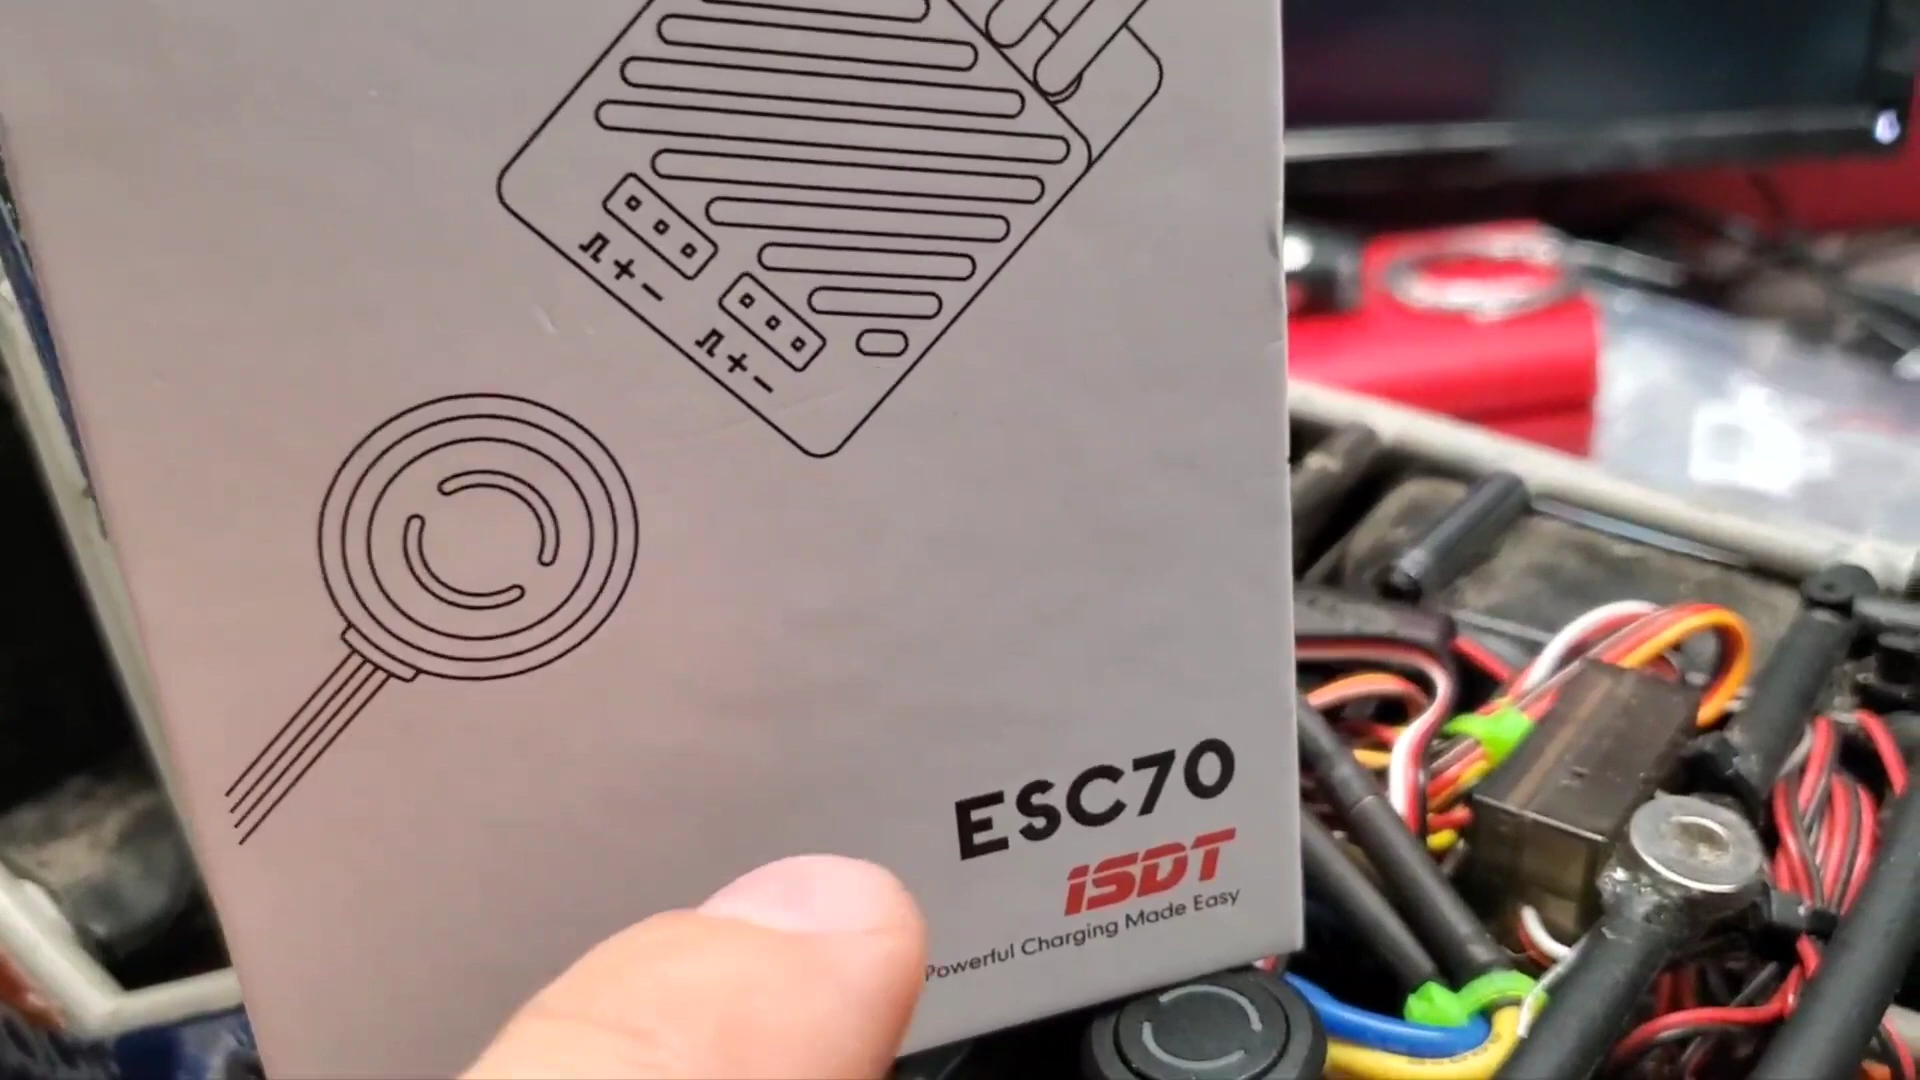 + -
+ -
ESC70
ISDT
Powerful Charging Made Easy